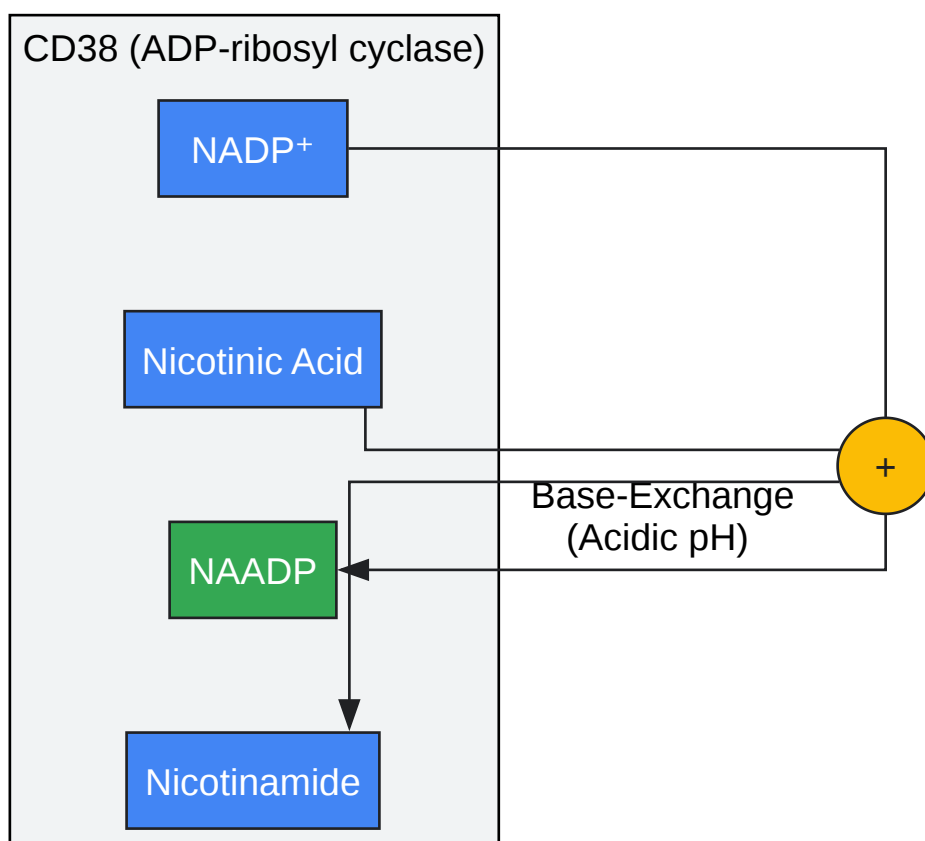 CD38 (ADP-ribosyl cyclase)
NADP⁺
Nicotinic Acid
+
Base-Exchange
(Acidic pH)
NAADP
Nicotinamide